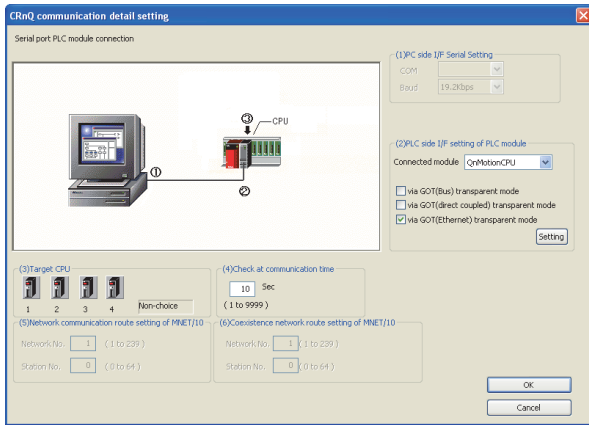 CRnQ communication detail setting
Serial port PLC module connection
(1)PC side I/F Serial Setting
COM
Baud 19.2Kbps
③ CPU
①
②
(2)PLC side I/F setting of PLC module
Connected module QnMotionCPU
via GOT(Bus) transparent mode
via GOT(direct coupled) transparent mode
via GOT(Ethernet) transparent mode
Setting
(3)Target CPU
1 2 3 4 Non-choice
(4)Check at communication time
10 Sec
( 1 to 9999 )
(5)Network communication route setting of MNET/10
Network No. 1 ( 1 to 239 )
Station No. 0 ( 0 to 64 )
(6)Coexistence network route setting of MNET/10
Network No. 1 ( 1 to 239 )
Station No. 0 ( 0 to 64 )
OK
Cancel